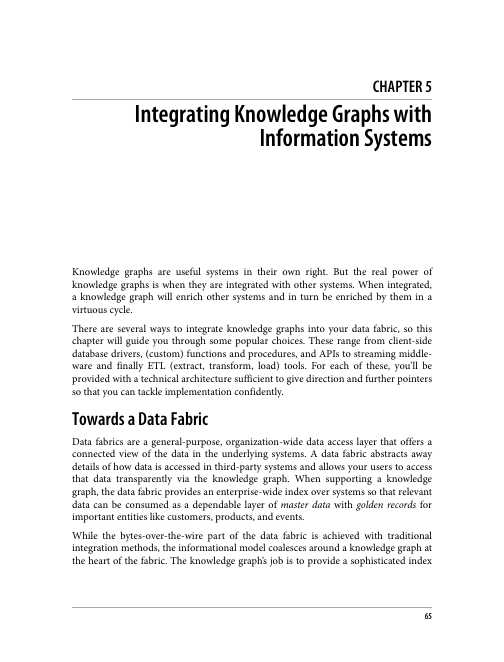 CHAPTER 5
Integrating Knowledge Graphs with
Information Systems
Knowledge graphs are useful systems in their own right. But the real power of
knowledge graphs is when they are integrated with other systems. When integrated,
a knowledge graph will enrich other systems and in turn be enriched by them in a
virtuous cycle.
There are several ways to integrate knowledge graphs into your data fabric, so this
chapter will guide you through some popular choices. These range from client-side
database drivers, (custom) functions and procedures, and APIs to streaming middle-
ware and finally ETL (extract, transform, load) tools. For each of these, you’ll be
provided with a technical architecture sufficient to give direction and further pointers
so that you can tackle implementation confidently.
Towards a Data Fabric
Data fabrics are a general-purpose, organization-wide data access layer that offers a
connected view of the data in the underlying systems. A data fabric abstracts away
details of how data is accessed in third-party systems and allows your users to access
that data transparently via the knowledge graph. When supporting a knowledge
graph, the data fabric provides an enterprise-wide index over systems so that relevant
data can be consumed as a dependable layer of master data with golden records for
important entities like customers, products, and events.
While the bytes-over-the-wire part of the data fabric is achieved with traditional
integration methods, the informational model coalesces around a knowledge graph at
the heart of the fabric. The knowledge graph’s job is to provide a sophisticated index
65